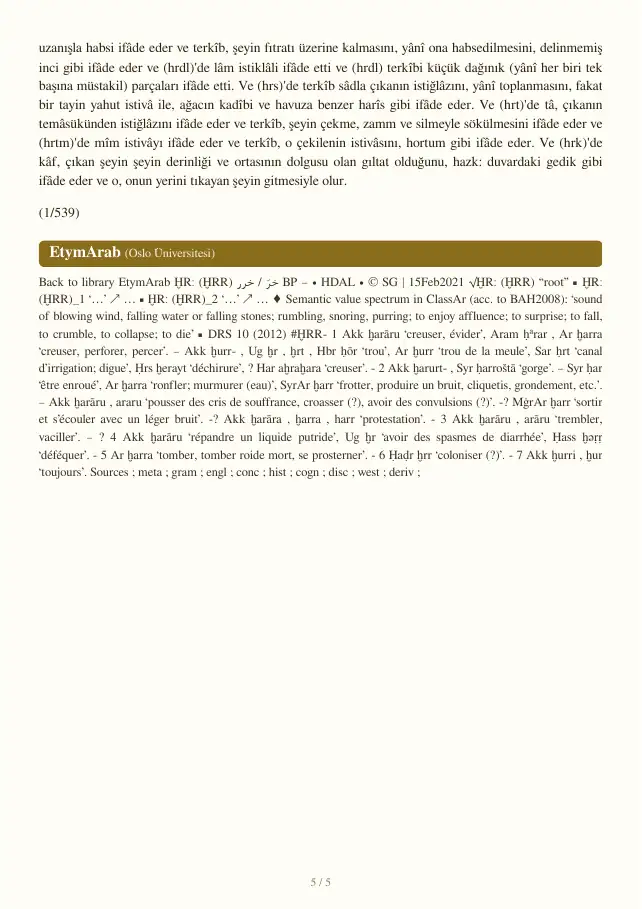 uzanışla habsi ifâde eder ve terkîb, şeyin fıtratı üzerine kalmasını, yânî ona habsedilmesini, delinmemiş
inci gibi ifâde eder ve (hrdl)'de lâm istiklâli ifâde etti ve (hrdl) terkîbi küçük dağınık (yânî her biri tek
başına müstakil) parçaları ifâde etti. Ve (hrs)'de terkîb sâdla çıkanın istiğlâzını, yânî toplanmasını, fakat
bir tayin yahut istivâ ile, ağacın kadîbi ve havuza benzer harîs gibi ifâde eder. Ve (hrt)'de tâ, çıkanın
temâsükünden istiğlâzını ifâde eder ve terkîb, şeyin çekme, zamm ve silmeyle sökülmesini ifâde eder ve
(hrtm)'de mîm istivâyı ifâde eder ve terkîb, o çekilenin istivâsını, hortum gibi ifâde eder. Ve (hrk)'de
kâf, çıkan şeyin şeyin derinliği ve ortasının dolgusu olan gıltat olduğunu, hazk: duvardaki gedik gibi
ifâde eder ve o, onun yerini tıkayan şeyin gitmesiyle olur.
(1/539)
EtymArab (Oslo Üniversitesi)
Back to library EtymArab ḪR: (ḪRR) خرّ / خرر BP – • HDAL • © SG | 15Feb2021 √ḪR: (ḪRR) “root” ▪ ḪR:
(ḪRR)_1 ‘…’ ↗ … ▪ ḪR: (ḪRR)_2 ‘…’ ↗ … ♦ Semantic value spectrum in ClassAr (acc. to BAH2008): ‘sound
of blowing wind, falling water or falling stones; rumbling, snoring, purring; to enjoy affluence; to surprise; to fall,
to crumble, to collapse; to die’ ▪ DRS 10 (2012) #ḪRR- 1 Akk ḫarāru ‘creuser, évider’, Aram ḥᵃrar , Ar ḫarra
‘creuser, perforer, percer’. – Akk ḫurr- , Ug ḫr , ḫrt , Hbr ḥōr ‘trou’, Ar ḫurr ‘trou de la meule’, Sar ḫrt ‘canal
d’irrigation; digue’, Ḥrs ḫerayt ‘déchirure’, ? Har aḫraḫara ‘creuser’. - 2 Akk ḫarurt- , Syr ḥarroštā ‘gorge’. – Syr ḥar
‘être enroué’, Ar ḫarra ‘ronfler; murmurer (eau)’, SyrAr ḫarr ‘frotter, produire un bruit, cliquetis, grondement, etc.’.
– Akk ḫarāru , araru ‘pousser des cris de souffrance, croasser (?), avoir des convulsions (?)’. -? MġrAr ḫarr ‘sortir
et s’écouler avec un léger bruit’. -? Akk ḫarāra , ḫarra , harr ‘protestation’. - 3 Akk ḫarāru , arāru ‘trembler,
vaciller’. – ? 4 Akk ḫarāru ‘répandre un liquide putride’, Ug ḫr ‘avoir des spasmes de diarrhée’, Ḥass ḫəṛṛ
‘déféquer’. - 5 Ar ḫarra ‘tomber, tomber roide mort, se prosterner’. - 6 Ḥaḍr ḫrr ‘coloniser (?)’. - 7 Akk ḫurri , ḫur
‘toujours’. Sources ; meta ; gram ; engl ; conc ; hist ; cogn ; disc ; west ; deriv ;
5 / 5